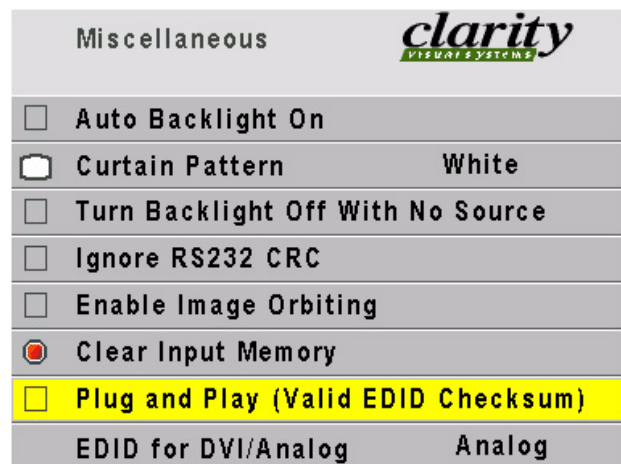 Miscellaneous
clarity
VISUAL SYSTEMS
Auto Backlight On
Curtain Pattern White
Turn Backlight Off With No Source
Ignore RS232 CRC
Enable Image Orbiting
Clear Input Memory
Plug and Play (Valid EDID Checksum)
EDID for DVI/Analog Analog